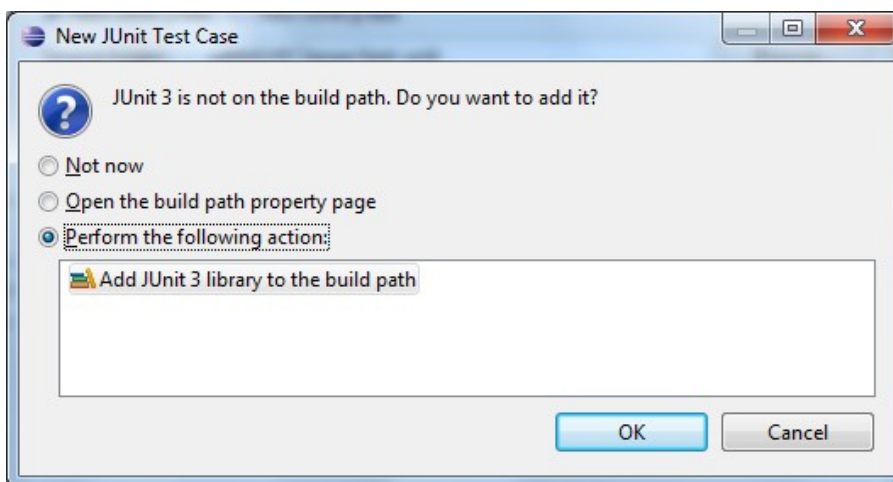 New JUnit Test Case
JUnit 3 is not on the build path. Do you want to add it?
Not now
Open the build path property page
Perform the following action:
Add JUnit 3 library to the build path
OK
Cancel